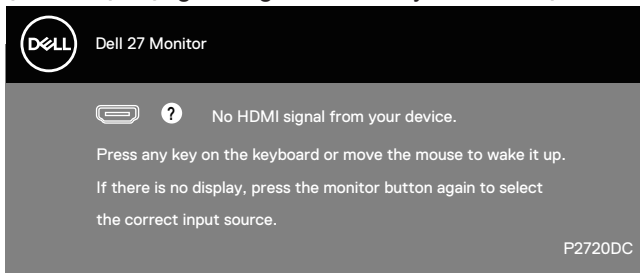 DELL
Dell 27 Monitor
? No HDMI signal from your device.
Press any key on the keyboard or move the mouse to wake it up.
If there is no display, press the monitor button again to select
the correct input source.
P2720DC